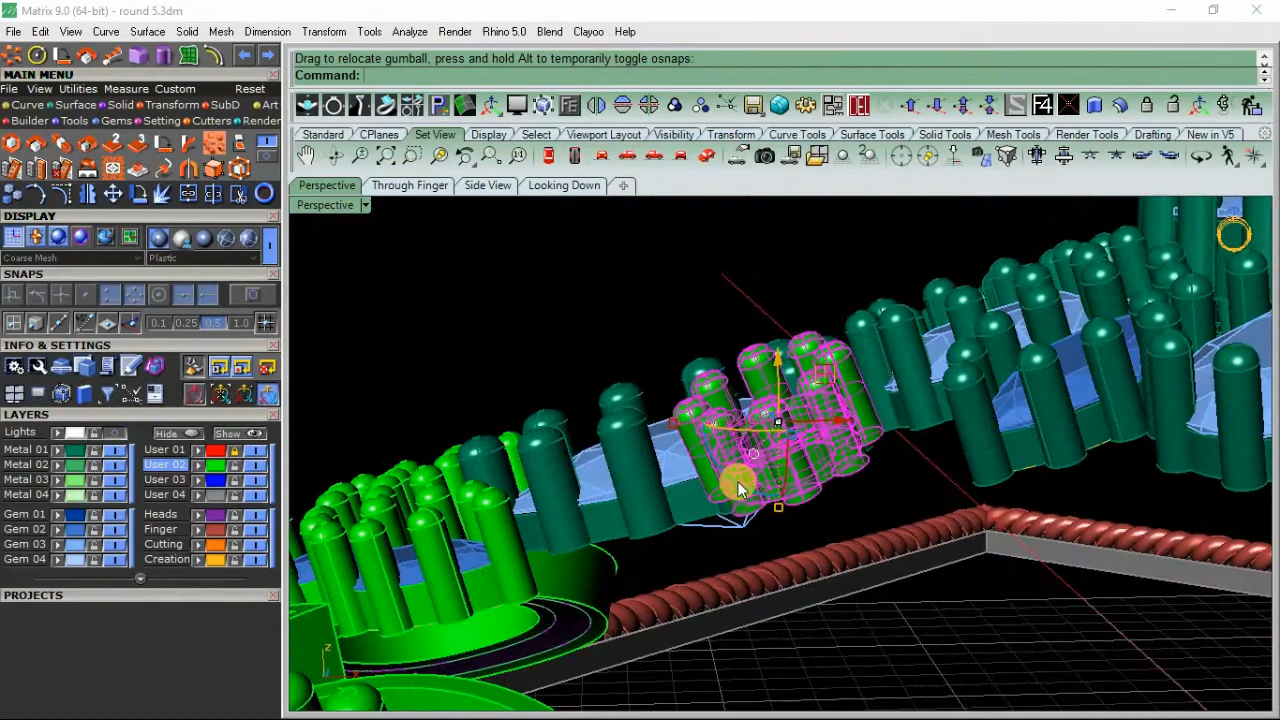 Matrix 9.0 (64-bit) - round 5.3dm
File Edit View Curve Surface Solid Mesh Dimension Transform Tools Analyze Render Rhino 5.0 Blend Clayoo Help
Drag to relocate gumball, press and hold Alt to temporarily toggle osnaps:
Command:
MAIN MENU
File View Utilities Measure Custom Reset
Curve Surface Solid Transform SubD Art
Builder Tools Gems Setting Cutters Render
F4
Standard CPlanes Set View Display Select Viewport Layout Visibility Transform Curve Tools Surface Tools Solid Tools Mesh Tools Render Tools Drafting New in V5
Perspective Through Finger Side View Looking Down
Perspective
DISPLAY
Coarse Mesh Plastic
SNAPS
0.1 0.25 0.5 1.0
INFO & SETTINGS
LAYERS
Lights Hide Show
Metal 01 User 01
Metal 02 User 02
Metal 03 User 03
Metal 04 User 04
Gem 01 Heads
Gem 02 Finger
Gem 03 Cutting
Gem 04 Creation
PROJECTS
z